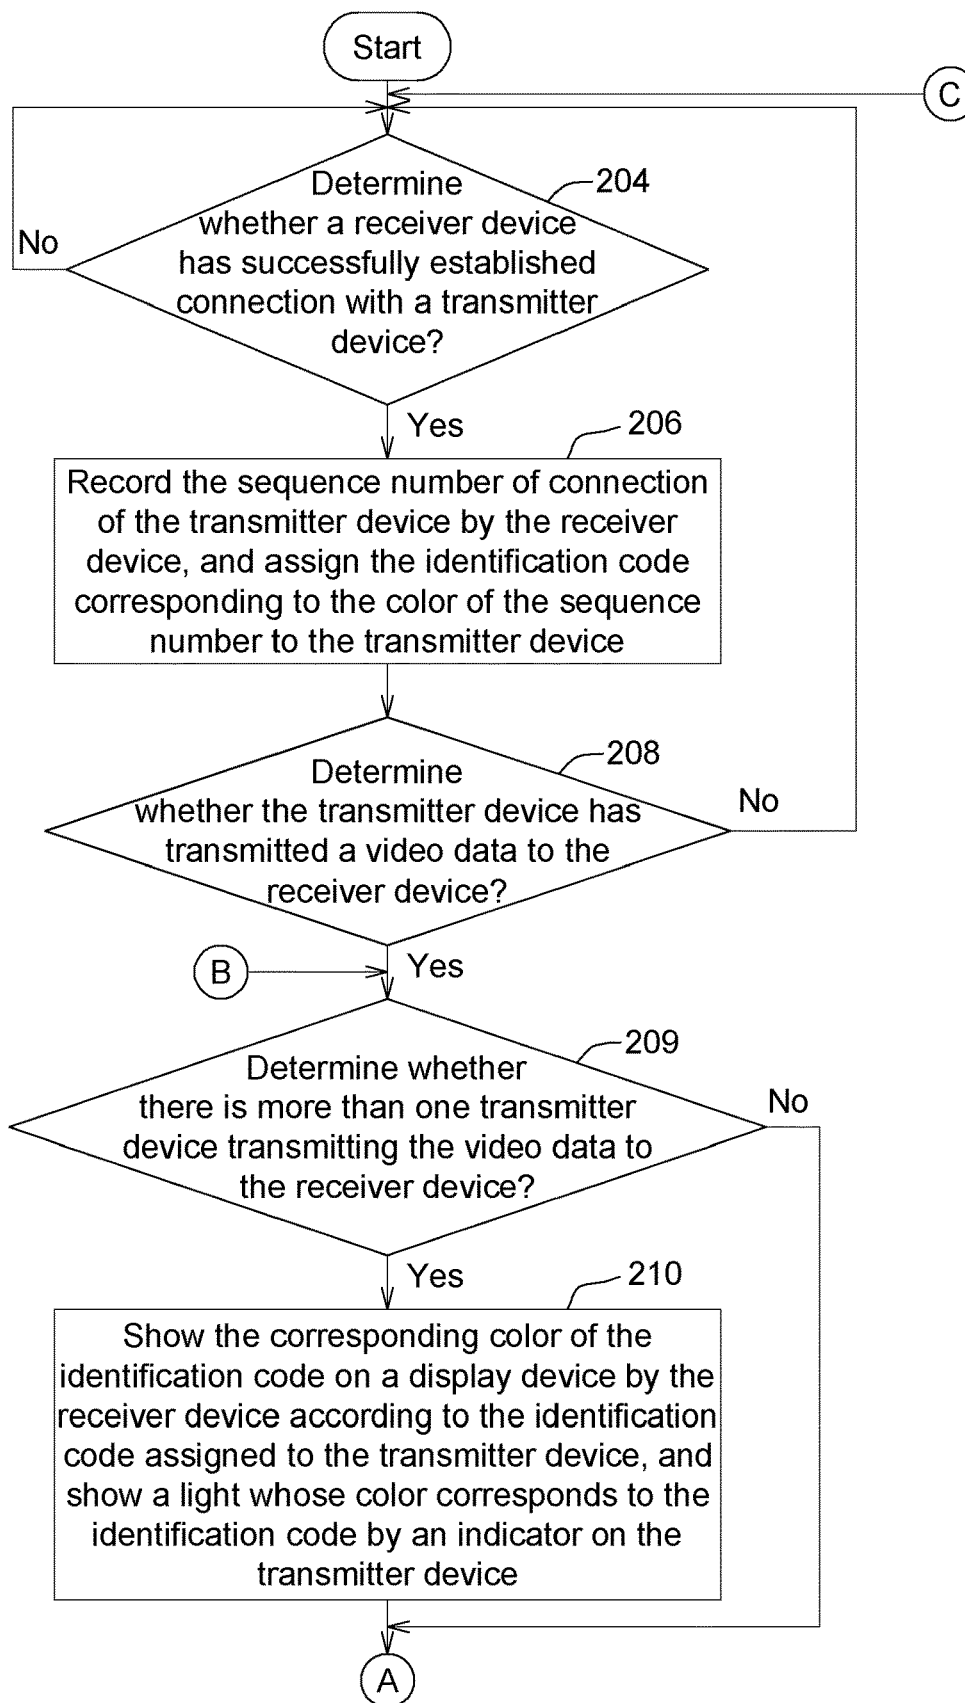 Start
C
204
Determine
whether a receiver device
has successfully established
connection with a transmitter
device?
No
Yes
206
Record the sequence number of connection
of the transmitter device by the receiver
device, and assign the identification code
corresponding to the color of the sequence
number to the transmitter device
208
Determine
whether the transmitter device has
transmitted a video data to the
receiver device?
No
B
Yes
209
Determine whether
there is more than one transmitter
device transmitting the video data to
the receiver device?
No
Yes
210
Show the corresponding color of the
identification code on a display device by the
receiver device according to the identification
code assigned to the transmitter device, and
show a light whose color corresponds to the
identification code by an indicator on the
transmitter device
A